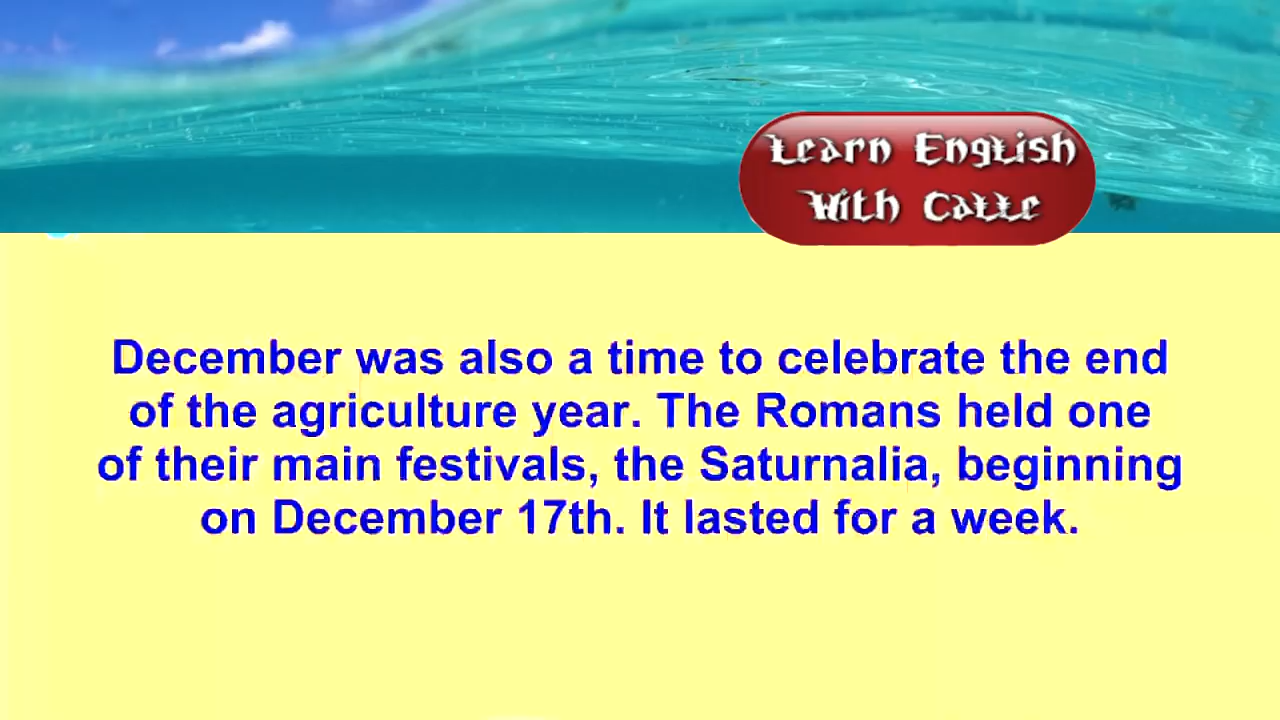 Learn English
With Calle
December was also a time to celebrate the end
of the agriculture year. The Romans held one
of their main festivals, the Saturnalia, beginning
on December 17th. It lasted for a week.